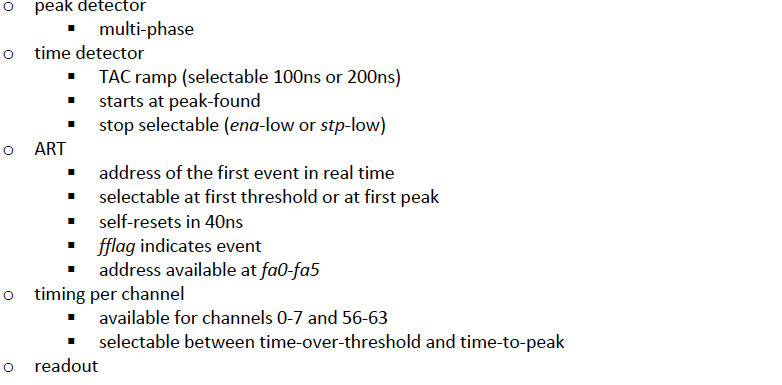 o peak detector
▪ multi-phase
o time detector
▪ TAC ramp (selectable 100ns or 200ns)
▪ starts at peak-found
▪ stop selectable (ena-low or stp-low)
o ART
▪ address of the first event in real time
▪ selectable at first threshold or at first peak
▪ self-resets in 40ns
▪ fflag indicates event
▪ address available at fa0-fa5
o timing per channel
▪ available for channels 0-7 and 56-63
▪ selectable between time-over-threshold and time-to-peak
o readout